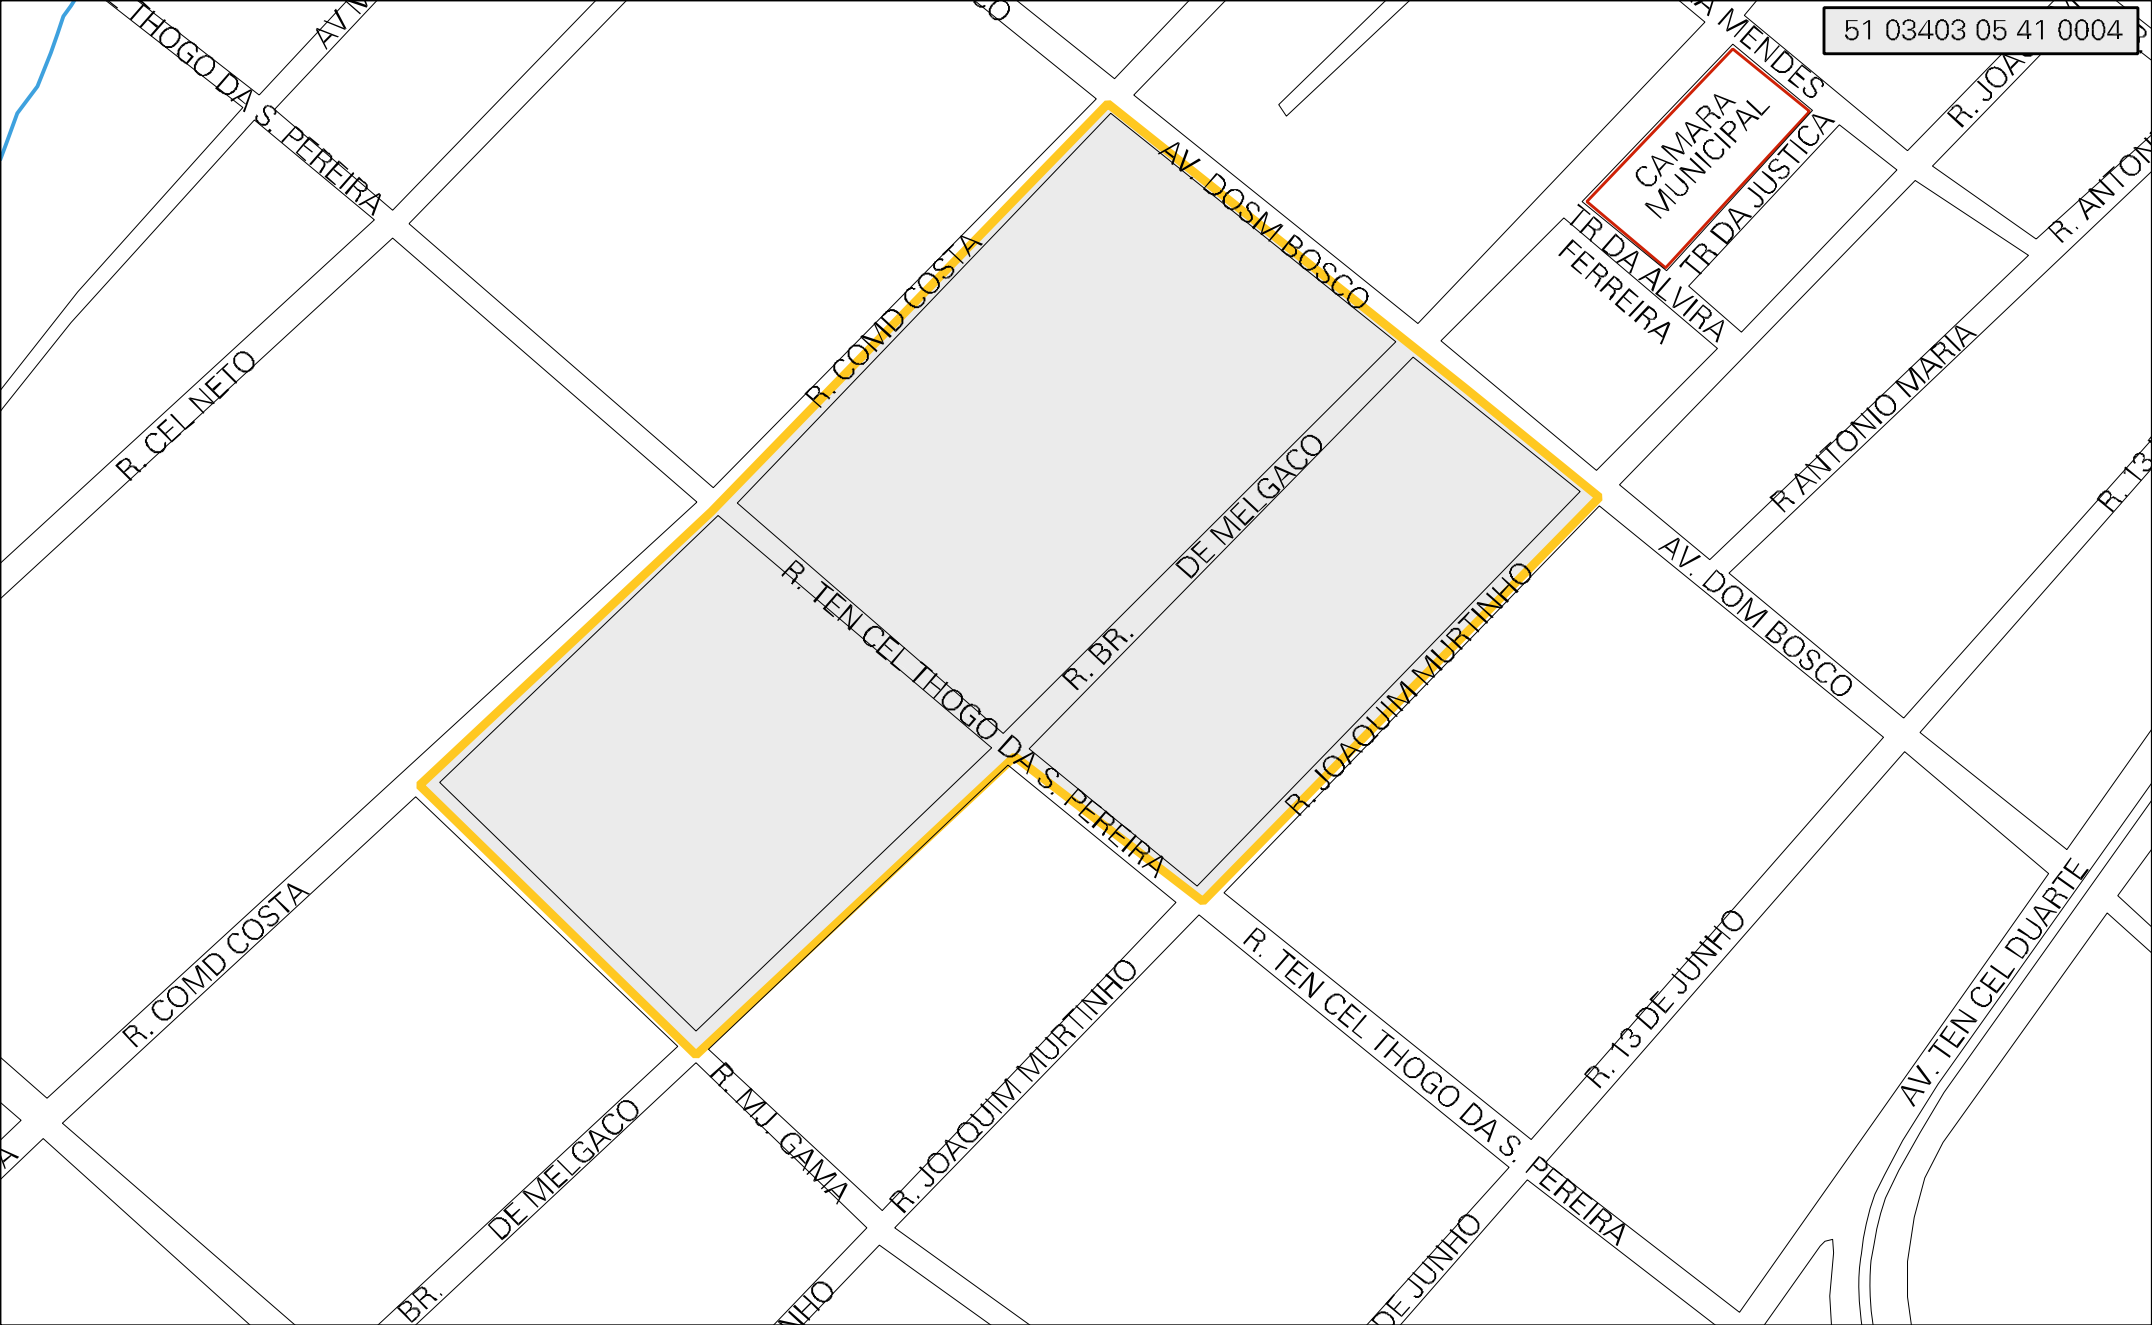 51 03403 05 41 0004
THOGO DA S. PEREIRA
AV
MENDES
R. ANTON
CAMARA
MUNICIPAL
TR DA JUSTICA
TR DA ALVIRA
FERREIRA
AV. DOSM BOSCO
R. COMD COSTA
R. CEL NETO
R ANTONIO MARIA
R. 13
DE MELGACO
R. BR.
R. TEN CEL THOGO DA S. PEREIRA
R. JOAQUIM MURTINHO
AV. DOM BOSCO
R. COMD COSTA
R. JOAQUIM MURTINHO
R. TEN CEL THOGO DA S. PEREIRA
R. 13 DE JUNHO
AV. TEN CEL DUARTE
R. MJ. GAMA
DE MELGACO
BR.
NHO
DE JUNHO